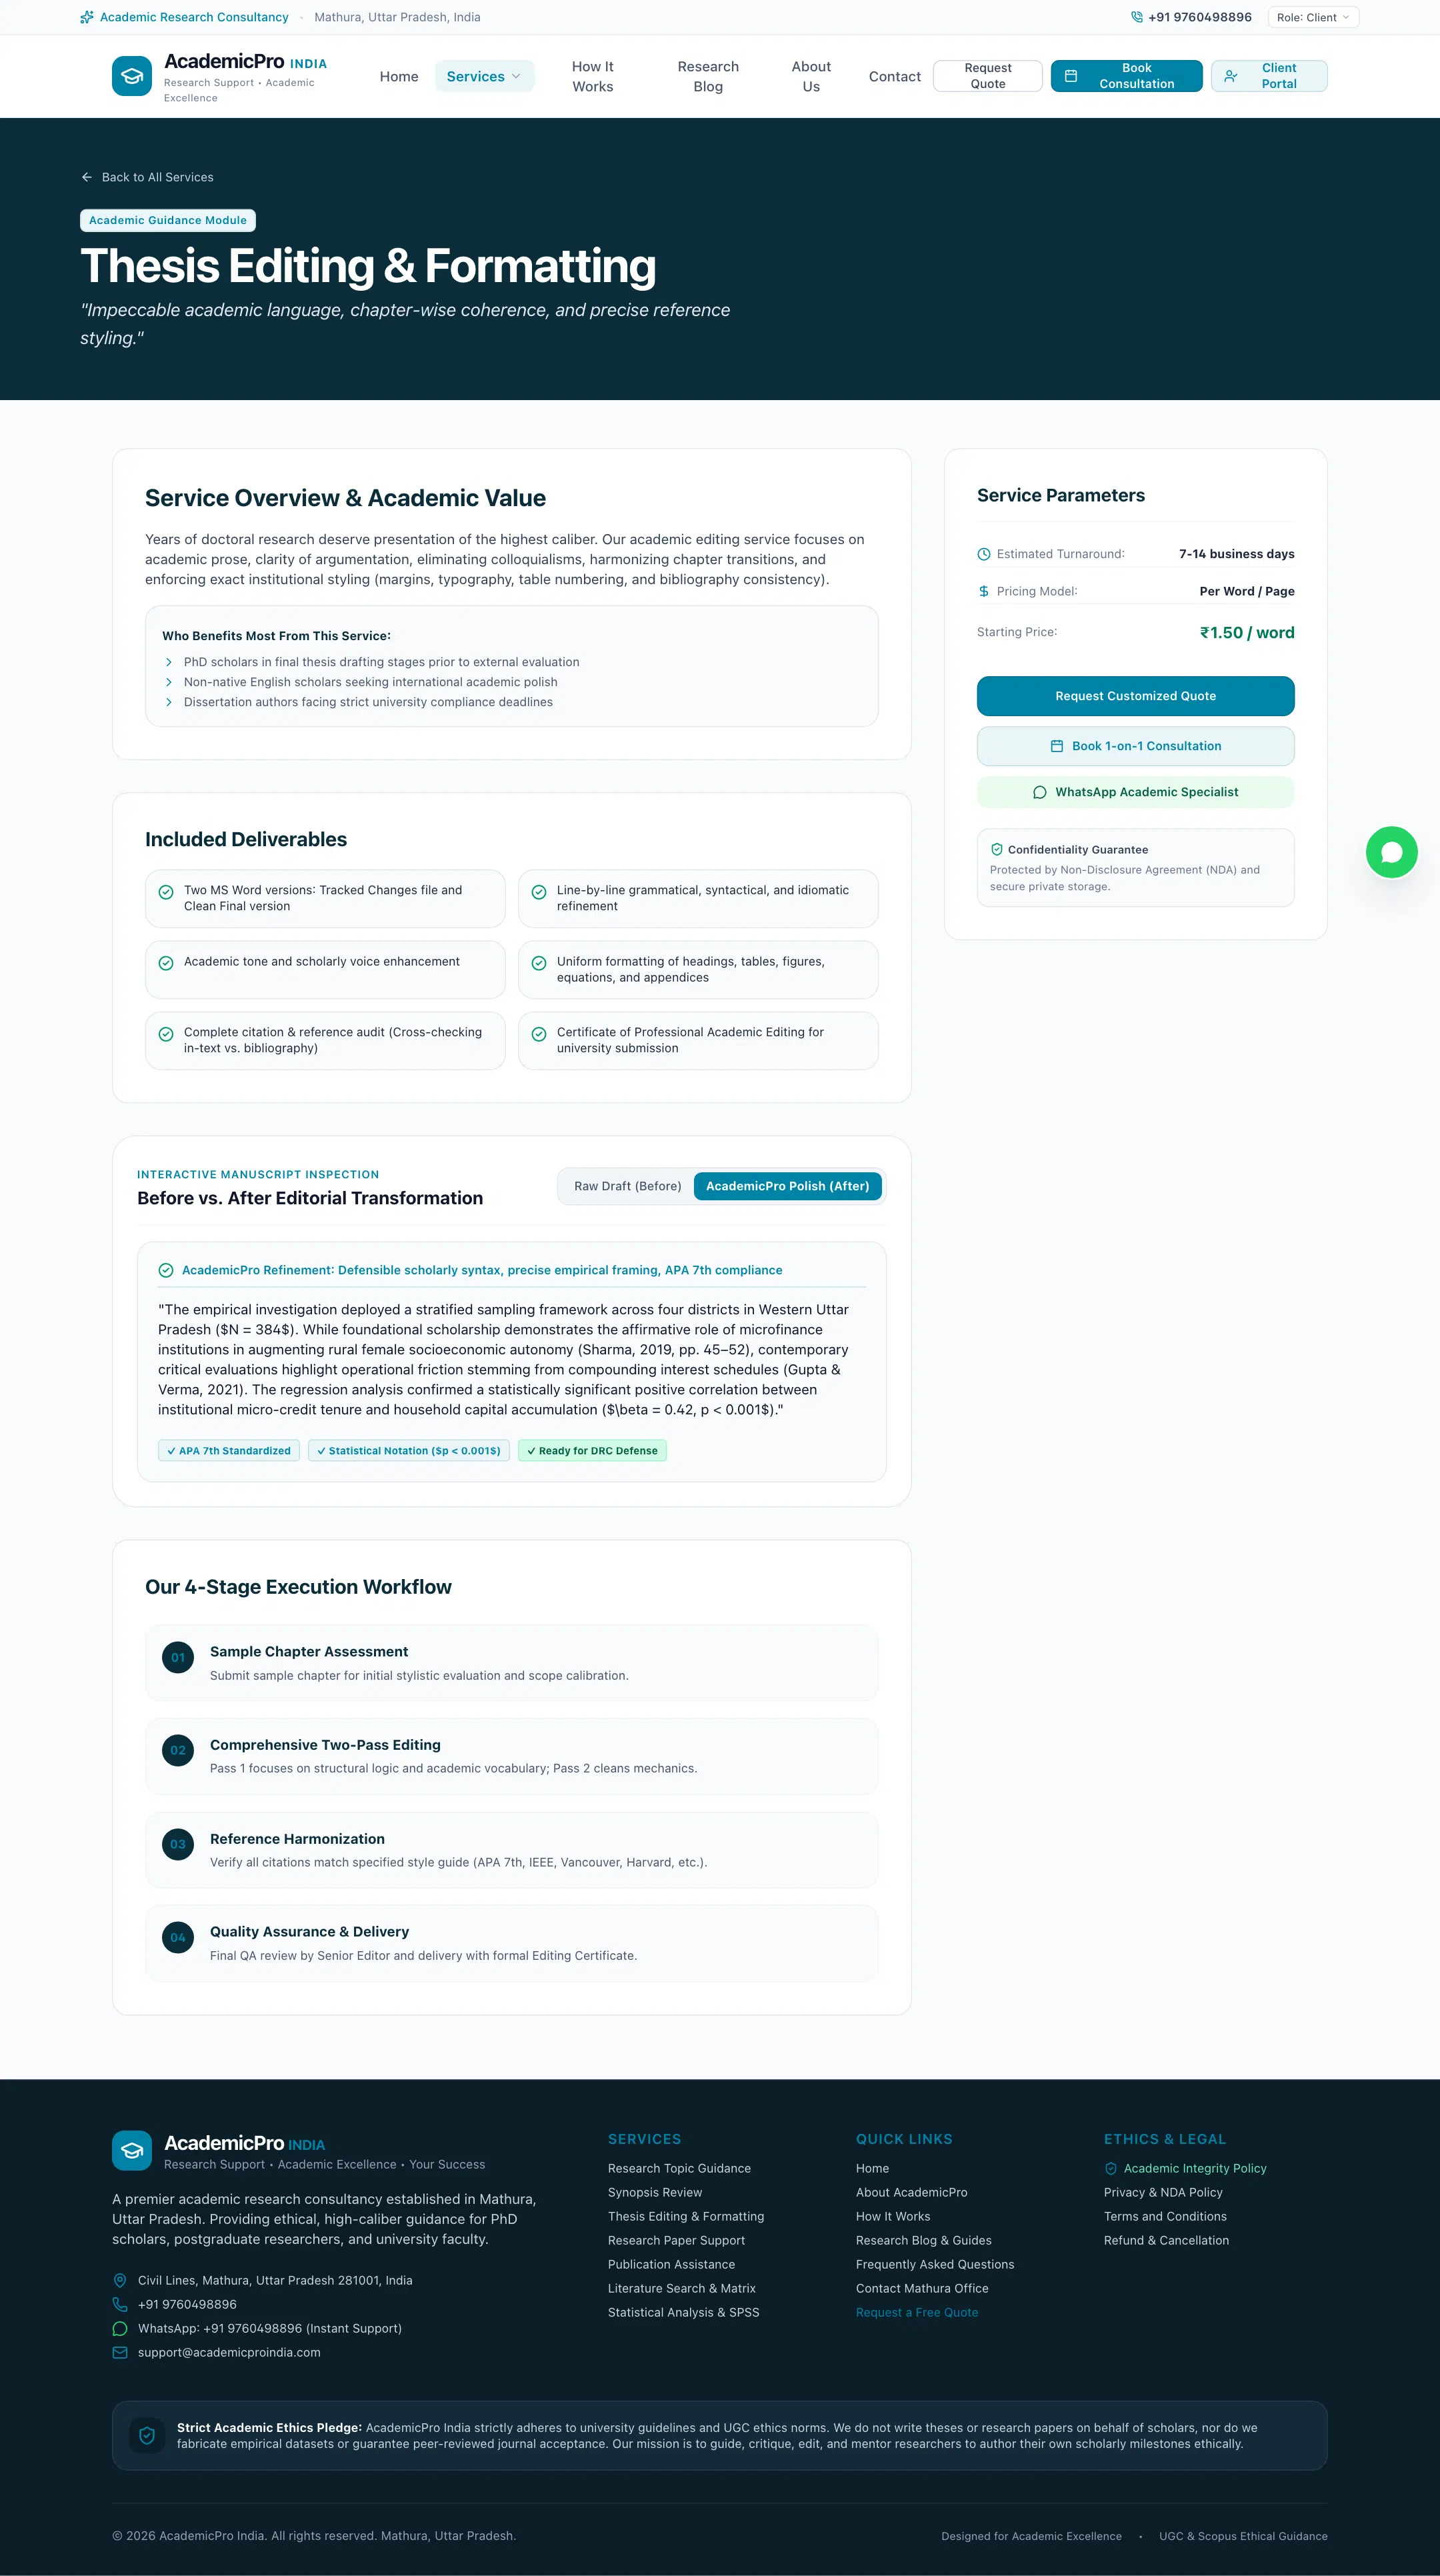 Academic Research Consultancy • Mathura, Uttar Pradesh, India
+91 9760498896
Role: Client
AcademicPro INDIA
Research Support • Academic
Excellence
Home
Services
How It
Works
Research
Blog
About
Us
Contact
Request
Quote
Book
Consultation
Client
Portal
Back to All Services
Academic Guidance Module
Thesis Editing & Formatting
"Impeccable academic language, chapter-wise coherence, and precise reference
styling."
Service Overview & Academic Value
Years of doctoral research deserve presentation of the highest caliber. Our academic editing service focuses on
academic prose, clarity of argumentation, eliminating colloquialisms, harmonizing chapter transitions, and
enforcing exact institutional styling (margins, typography, table numbering, and bibliography consistency).
Who Benefits Most From This Service:
PhD scholars in final thesis drafting stages prior to external evaluation
Non-native English scholars seeking international academic polish
Dissertation authors facing strict university compliance deadlines
Service Parameters
Estimated Turnaround: 7-14 business days
Pricing Model: Per Word / Page
Starting Price: ₹1.50 / word
Request Customized Quote
Book 1-on-1 Consultation
WhatsApp Academic Specialist
Confidentiality Guarantee
Protected by Non-Disclosure Agreement (NDA) and
secure private storage.
Included Deliverables
Two MS Word versions: Tracked Changes file and
Clean Final version
Line-by-line grammatical, syntactical, and idiomatic
refinement
Academic tone and scholarly voice enhancement
Uniform formatting of headings, tables, figures,
equations, and appendices
Complete citation & reference audit (Cross-checking
in-text vs. bibliography)
Certificate of Professional Academic Editing for
university submission
INTERACTIVE MANUSCRIPT INSPECTION
Before vs. After Editorial Transformation
Raw Draft (Before)
AcademicPro Polish (After)
AcademicPro Refinement: Defensible scholarly syntax, precise empirical framing, APA 7th compliance
"The empirical investigation deployed a stratified sampling framework across four districts in Western Uttar
Pradesh ($N = 384$). While foundational scholarship demonstrates the affirmative role of microfinance
institutions in augmenting rural female socioeconomic autonomy (Sharma, 2019, pp. 45–52), contemporary
critical evaluations highlight operational friction stemming from compounding interest schedules (Gupta &
Verma, 2021). The regression analysis confirmed a statistically significant positive correlation between
institutional micro-credit tenure and household capital accumulation ($\beta = 0.42, p < 0.001$)."
✓ APA 7th Standardized
✓ Statistical Notation ($p < 0.001$)
✓ Ready for DRC Defense
Our 4-Stage Execution Workflow
01
Sample Chapter Assessment
Submit sample chapter for initial stylistic evaluation and scope calibration.
02
Comprehensive Two-Pass Editing
Pass 1 focuses on structural logic and academic vocabulary; Pass 2 cleans mechanics.
03
Reference Harmonization
Verify all citations match specified style guide (APA 7th, IEEE, Vancouver, Harvard, etc.).
04
Quality Assurance & Delivery
Final QA review by Senior Editor and delivery with formal Editing Certificate.
AcademicPro INDIA
Research Support • Academic Excellence • Your Success
A premier academic research consultancy established in Mathura,
Uttar Pradesh. Providing ethical, high-caliber guidance for PhD
scholars, postgraduate researchers, and university faculty.
Civil Lines, Mathura, Uttar Pradesh 281001, India
+91 9760498896
WhatsApp: +91 9760498896 (Instant Support)
support@academicproindia.com
SERVICES
Research Topic Guidance
Synopsis Review
Thesis Editing & Formatting
Research Paper Support
Publication Assistance
Literature Search & Matrix
Statistical Analysis & SPSS
QUICK LINKS
Home
About AcademicPro
How It Works
Research Blog & Guides
Frequently Asked Questions
Contact Mathura Office
Request a Free Quote
ETHICS & LEGAL
Academic Integrity Policy
Privacy & NDA Policy
Terms and Conditions
Refund & Cancellation
Strict Academic Ethics Pledge: AcademicPro India strictly adheres to university guidelines and UGC ethics norms. We do not write theses or research papers on behalf of scholars, nor do we
fabricate empirical datasets or guarantee peer-reviewed journal acceptance. Our mission is to guide, critique, edit, and mentor researchers to author their own scholarly milestones ethically.
© 2026 AcademicPro India. All rights reserved. Mathura, Uttar Pradesh.
Designed for Academic Excellence • UGC & Scopus Ethical Guidance